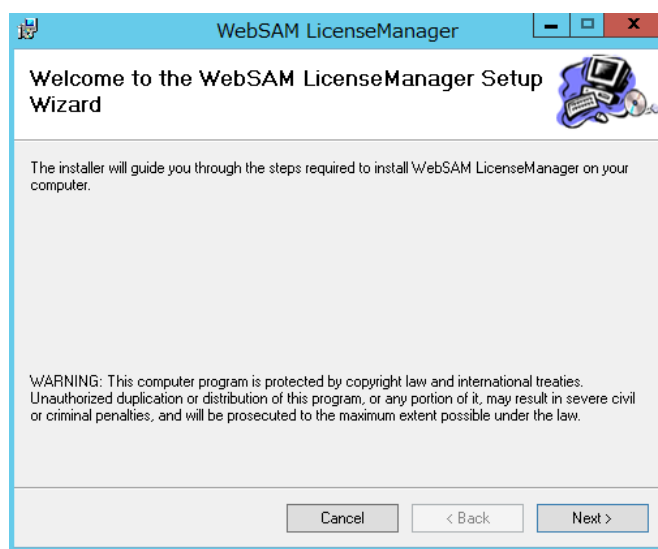 WebSAM LicenseManager
Welcome to the WebSAM LicenseManager Setup
Wizard
The installer will guide you through the steps required to install WebSAM LicenseManager on your
computer.
WARNING: This computer program is protected by copyright law and international treaties.
Unauthorized duplication or distribution of this program, or any portion of it, may result in severe civil
or criminal penalties, and will be prosecuted to the maximum extent possible under the law.
Cancel
< Back
Next >